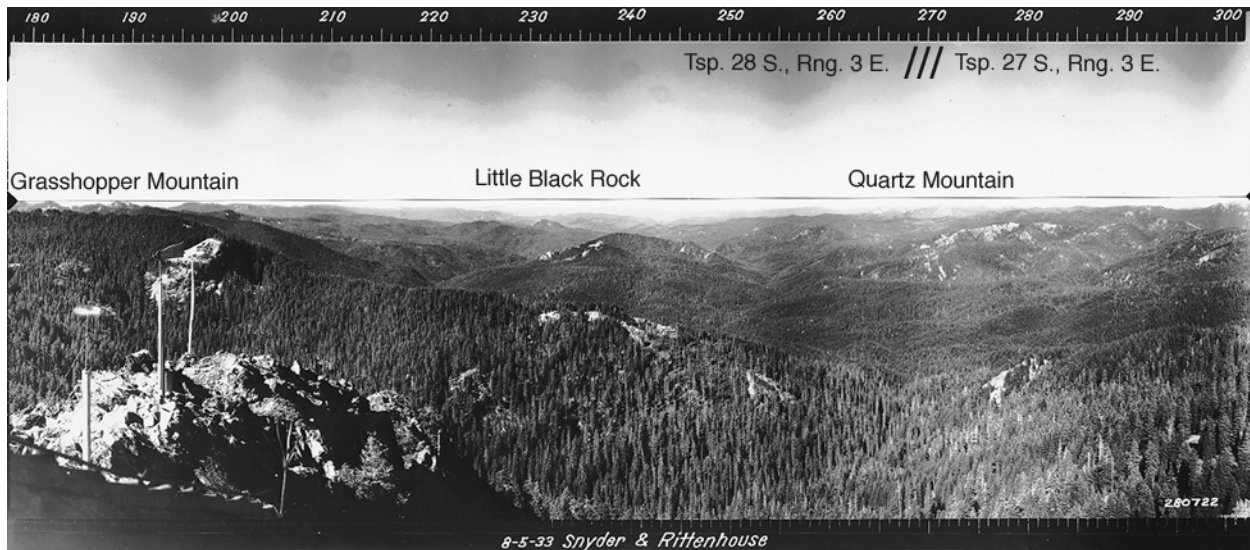 180 190 200 210 220 230 240 250 260 270 280 290 300
Tsp. 28 S., Rng. 3 E. /// Tsp. 27 S., Rng. 3 E.
Grasshopper Mountain
Little Black Rock
Quartz Mountain
280722
8-5-33 Snyder & Rittenhouse